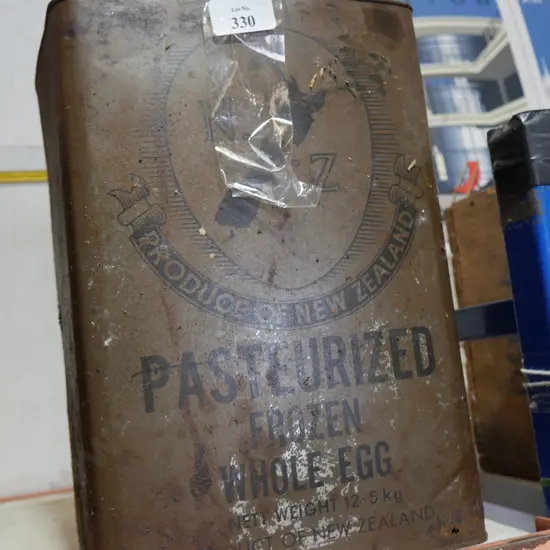 Lot No.
330
N Z
PRODUCE OF NEW ZEALAND
PASTEURIZED
FROZEN
WHOLE EGG
NETT WEIGHT 12·5 kg
PRODUCT OF NEW ZEALAND